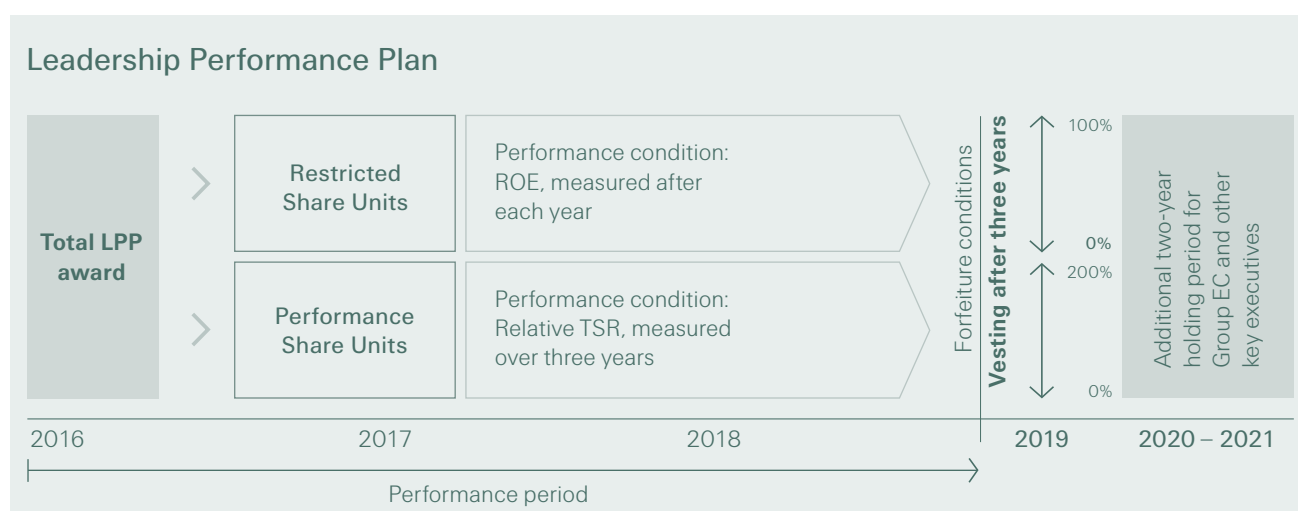 Leadership Performance Plan
Total LPP
award
Restricted
Share Units
Performance condition:
ROE, measured after
each year
Performance
Share Units
Performance condition:
Relative TSR, measured
over three years
Forfeiture conditions
Vesting after three years
100%
0%
200%
0%
Additional two-year
holding period for
Group EC and other
key executives
2016
2017
2018
2019
2020 – 2021
Performance period